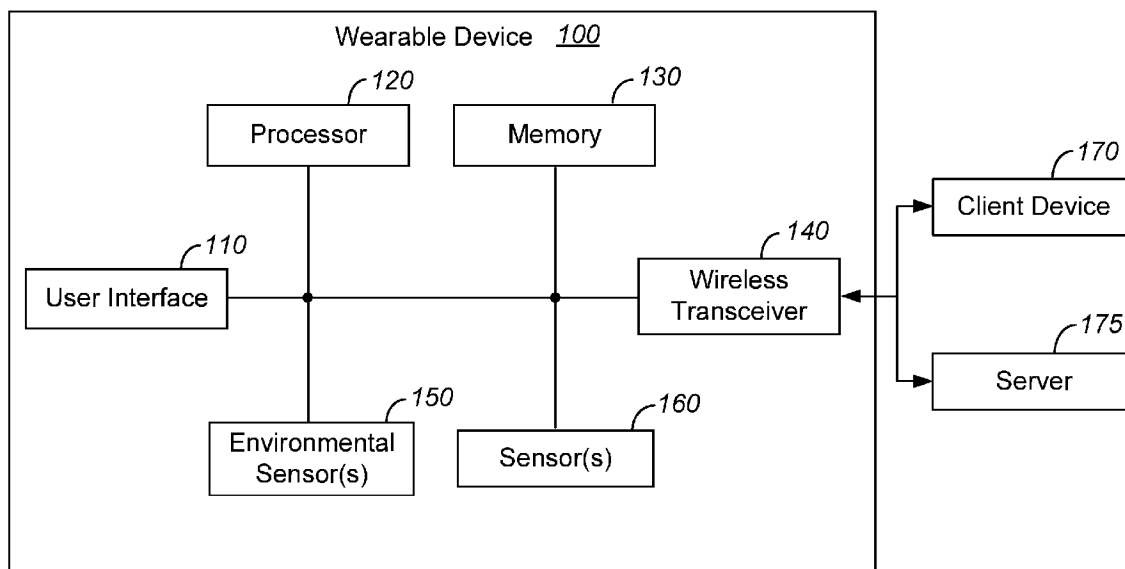 Wearable Device 100
120
130
Processor
Memory
170
Client Device
110
140
User Interface
Wireless
Transceiver
175
Server
150
160
Environmental
Sensor(s)
Sensor(s)